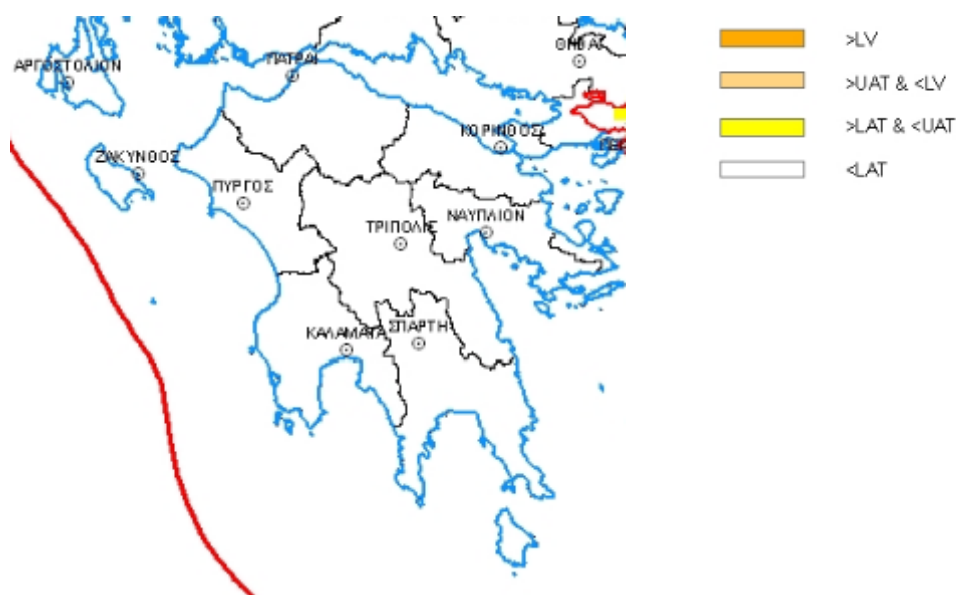 ΘΗΒΑΙ
ΑΡΓΟΣΤΟΛΙΟΝ
ΠΑΤΡΑΙ
ΚΟΡΙΝΘΟΣ
ΖΑΚΥΝΘΟΣ
ΠΥΡΓΟΣ
ΤΡΙΠΟΛΙΣ
ΝΑΥΠΛΙΟΝ
ΚΑΛΑΜΑΤΑ
ΣΠΑΡΤΗ
>LV
>UAT & <LV
>LAT & <UAT
<LAT